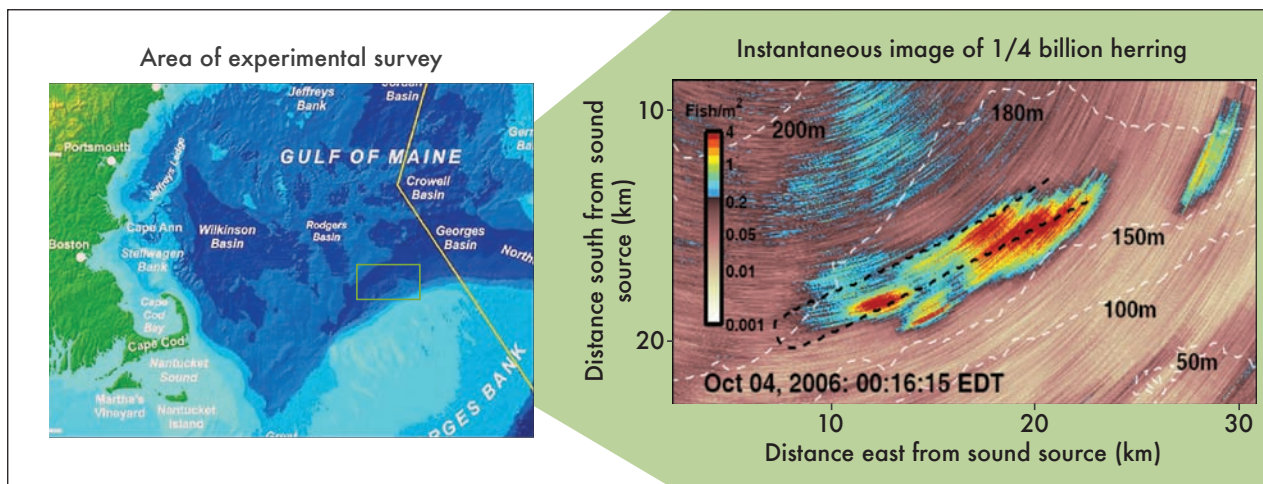 Area of experimental survey
Jeffreys
Bank
Jordan
Basin
Portsmouth
Jeffreys Ledge
GULF OF MAINE
Crowell
Basin
Cape Ann
Wilkinson
Basin
Rodgers
Basin
Georges
Basin
Boston
Stellwagen
Bank
Cape
Cod
Bay
Cape Cod
Nantucket
Sound
Martha's
Vineyard
Nantucket
Island
RGES BANK
Instantaneous image of 1/4 billion herring
Distance south from sound
source (km)
10
20
Fish/m²
4
1
0.2
0.05
0.01
0.001
200m
180m
150m
100m
50m
Oct 04, 2006: 00:16:15 EDT
10 20 30
Distance east from sound source (km)